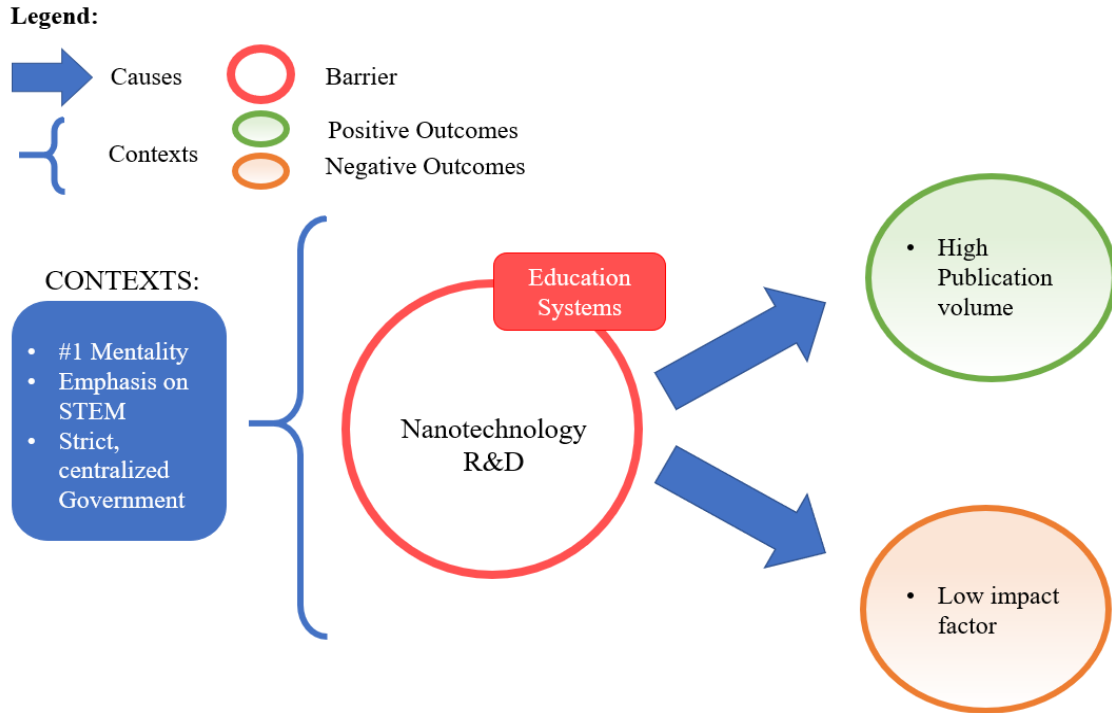 Legend:
Causes
Barrier
Contexts
Positive Outcomes
Negative Outcomes
CONTEXTS:
• #1 Mentality
• Emphasis on
STEM
• Strict,
centralized
Government
Education
Systems
Nanotechnology
R&D
• High
Publication
volume
• Low impact
factor